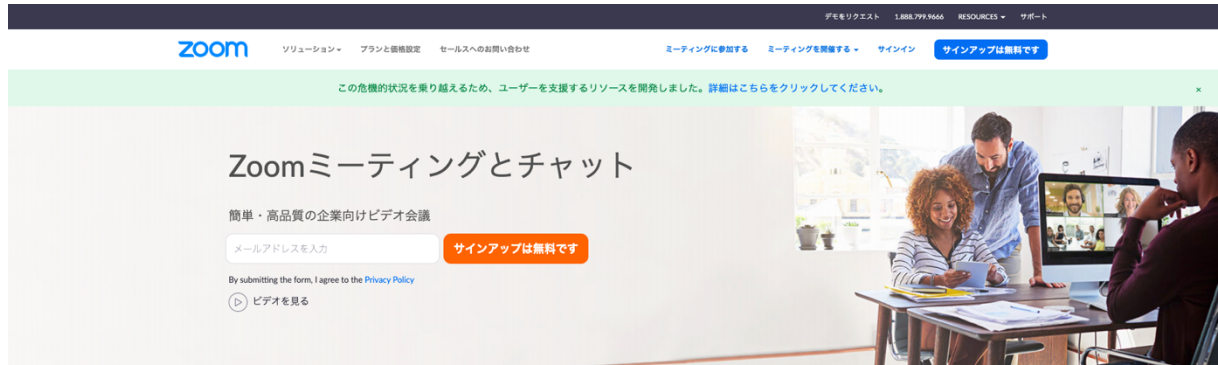 デモをリクエスト 1.888.799.9666 RESOURCES サポート
zoom ソリューション プランと価格設定 セールスへのお問い合わせ ミーティングに参加する ミーティングを開催する サインイン サインアップは無料です
この危機的状況を乗り越えるため、ユーザーを支援するリソースを開発しました。詳細はこちらをクリックしてください。 ×
Zoomミーティングとチャット
簡単・高品質の企業向けビデオ会議
メールアドレスを入力 サインアップは無料です
By submitting the form, I agree to the Privacy Policy
ビデオを見る